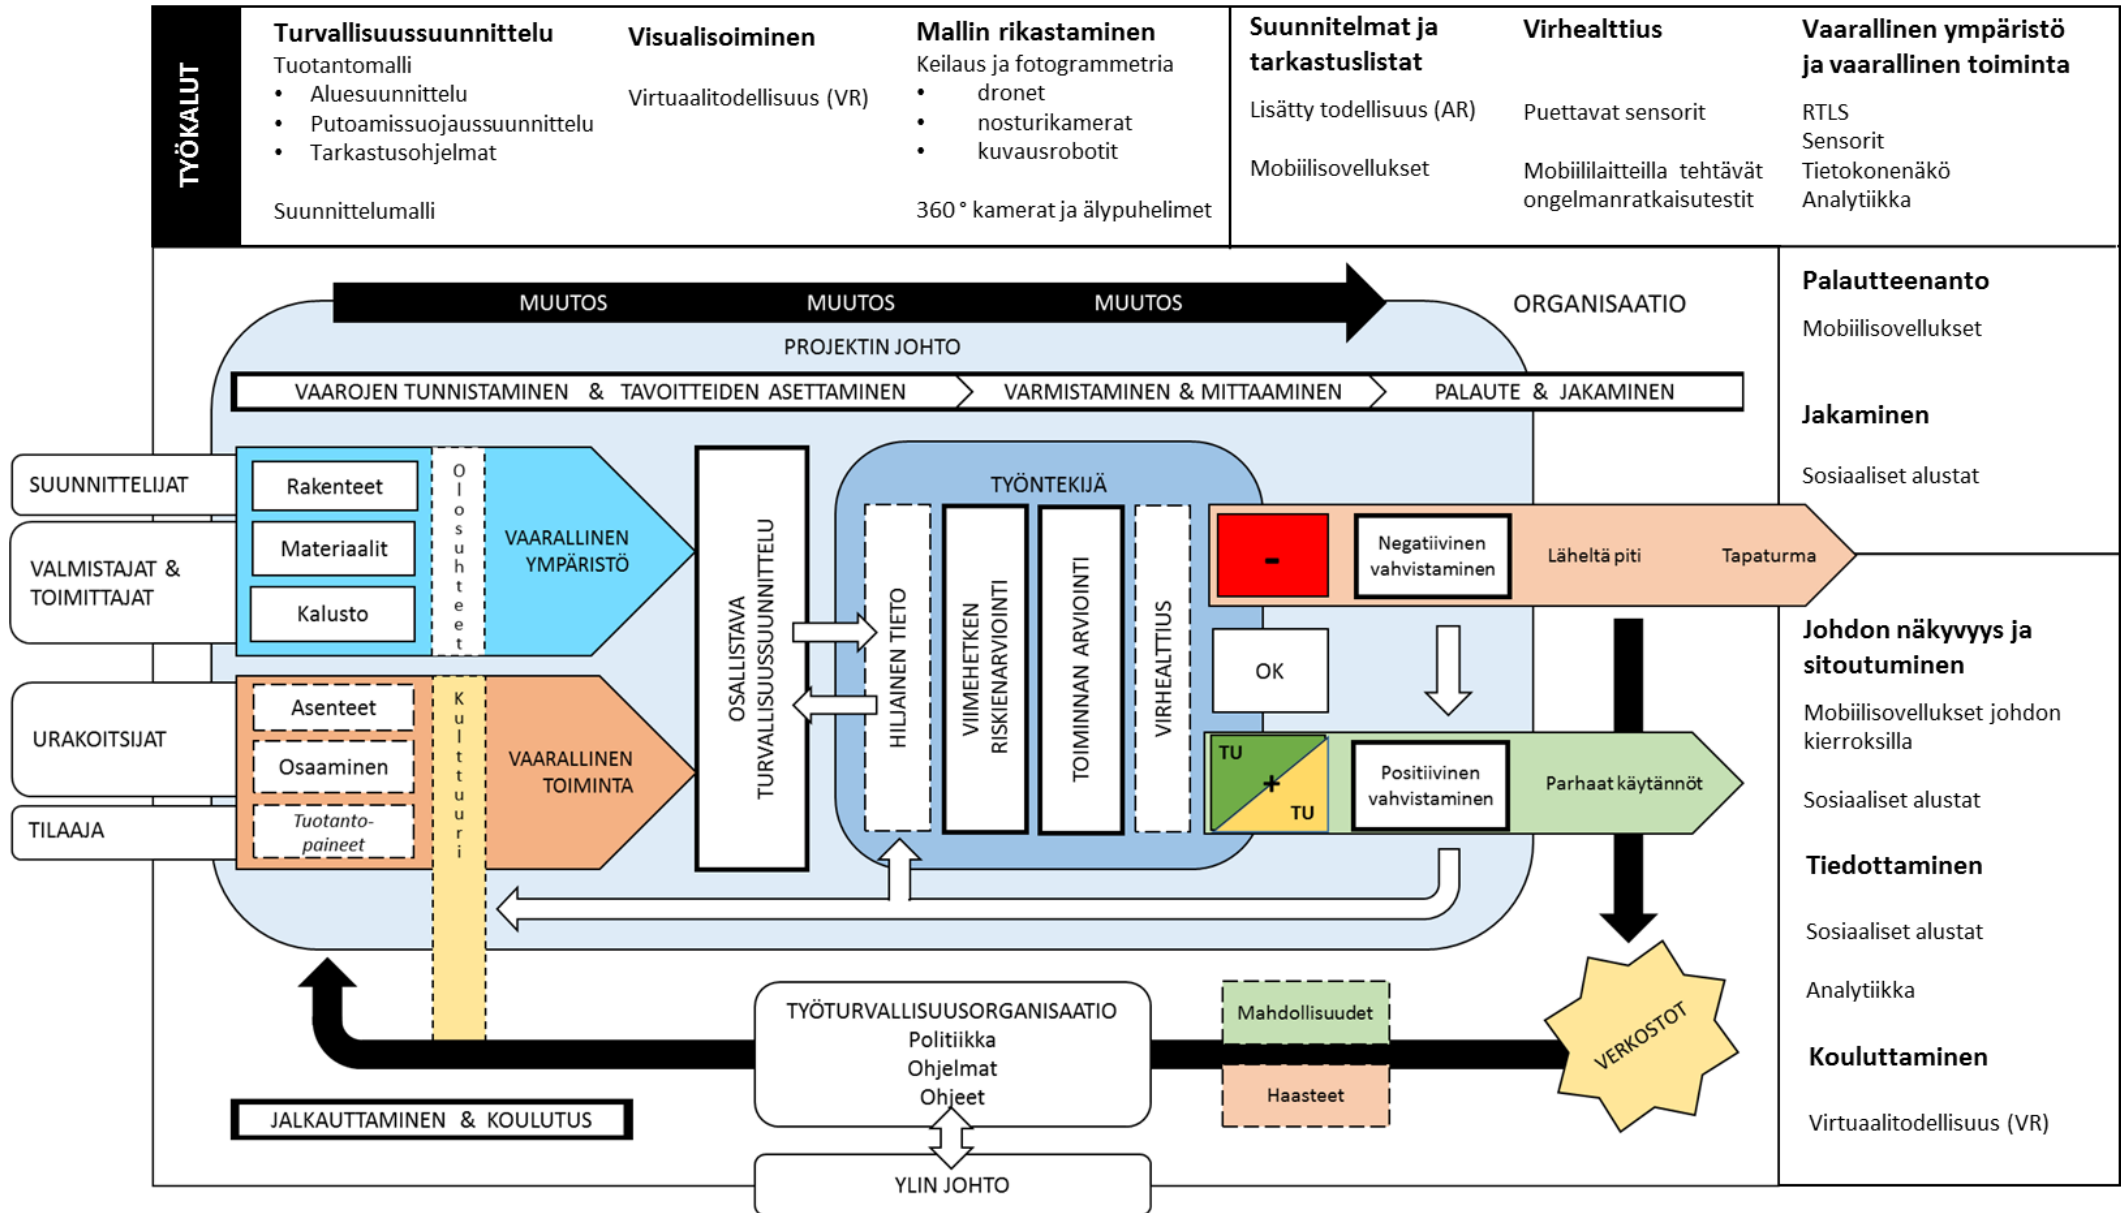 TYÖKALUT
Turvallisuussuunnittelu
Tuotantomalli
• Aluesuunnittelu
• Putoamissuojaussuunnittelu
• Tarkastusohjelmat
Suunnittelumalli
Visualisoiminen
Virtuaalitodellisuus (VR)
Mallin rikastaminen
Keilaus ja fotogrammetria
• dronet
• nosturikamerat
• kuvausrobotit
360° kamerat ja älypuhelimet
Suunnitelmat ja
tarkastuslistat
Lisätty todellisuus (AR)
Mobiilisovellukset
Virhealttius
Puettavat sensorit
Mobiililaitteilla tehtävät
ongelmanratkaisutestit
Vaarallinen ympäristö
ja vaarallinen toiminta
RTLS
Sensorit
Tietokonenäkö
Analytiikka
MUUTOS MUUTOS MUUTOS
ORGANISAATIO
PROJEKTIN JOHTO
VAAROJEN TUNNISTAMINEN & TAVOITTEIDEN ASETTAMINEN
VARMISTAMINEN & MITTAAMINEN
PALAUTE & JAKAMINEN
SUUNNITTELIJAT
VALMISTAJAT &
TOIMITTAJAT
URAKOITSIJAT
TILAAJA
Rakenteet
Materiaalit
Kalusto
Olosuhteet
VAARALLINEN
YMPÄRISTÖ
Asenteet
Osaaminen
Tuotanto-
paineet
Kulttuuri
VAARALLINEN
TOIMINTA
OSALLISTAVA
TURVALLISUUSSUUNNITTELU
TYÖNTEKIJÄ
HILJAINEN TIETO
VIIMEHETKEN
RISKIENARVIOINTI
TOIMINNAN ARVIOINTI
VIRHEALTTIUS
-
Negatiivinen
vahvistaminen
Läheltä piti
Tapaturma
OK
TU
+
TU
Positiivinen
vahvistaminen
Parhaat käytännöt
VERKOSTOT
Mahdollisuudet
Haasteet
TYÖTURVALLISUUSORGANISAATIO
Politiikka
Ohjelmat
Ohjeet
YLIN JOHTO
JALKAUTTAMINEN & KOULUTUS
Palautteenanto
Mobiilisovellukset
Jakaminen
Sosiaaliset alustat
Johdon näkyvyys ja
sitoutuminen
Mobiilisovellukset johdon
kierroksilla
Sosiaaliset alustat
Tiedottaminen
Sosiaaliset alustat
Analytiikka
Kouluttaminen
Virtuaalitodellisuus (VR)